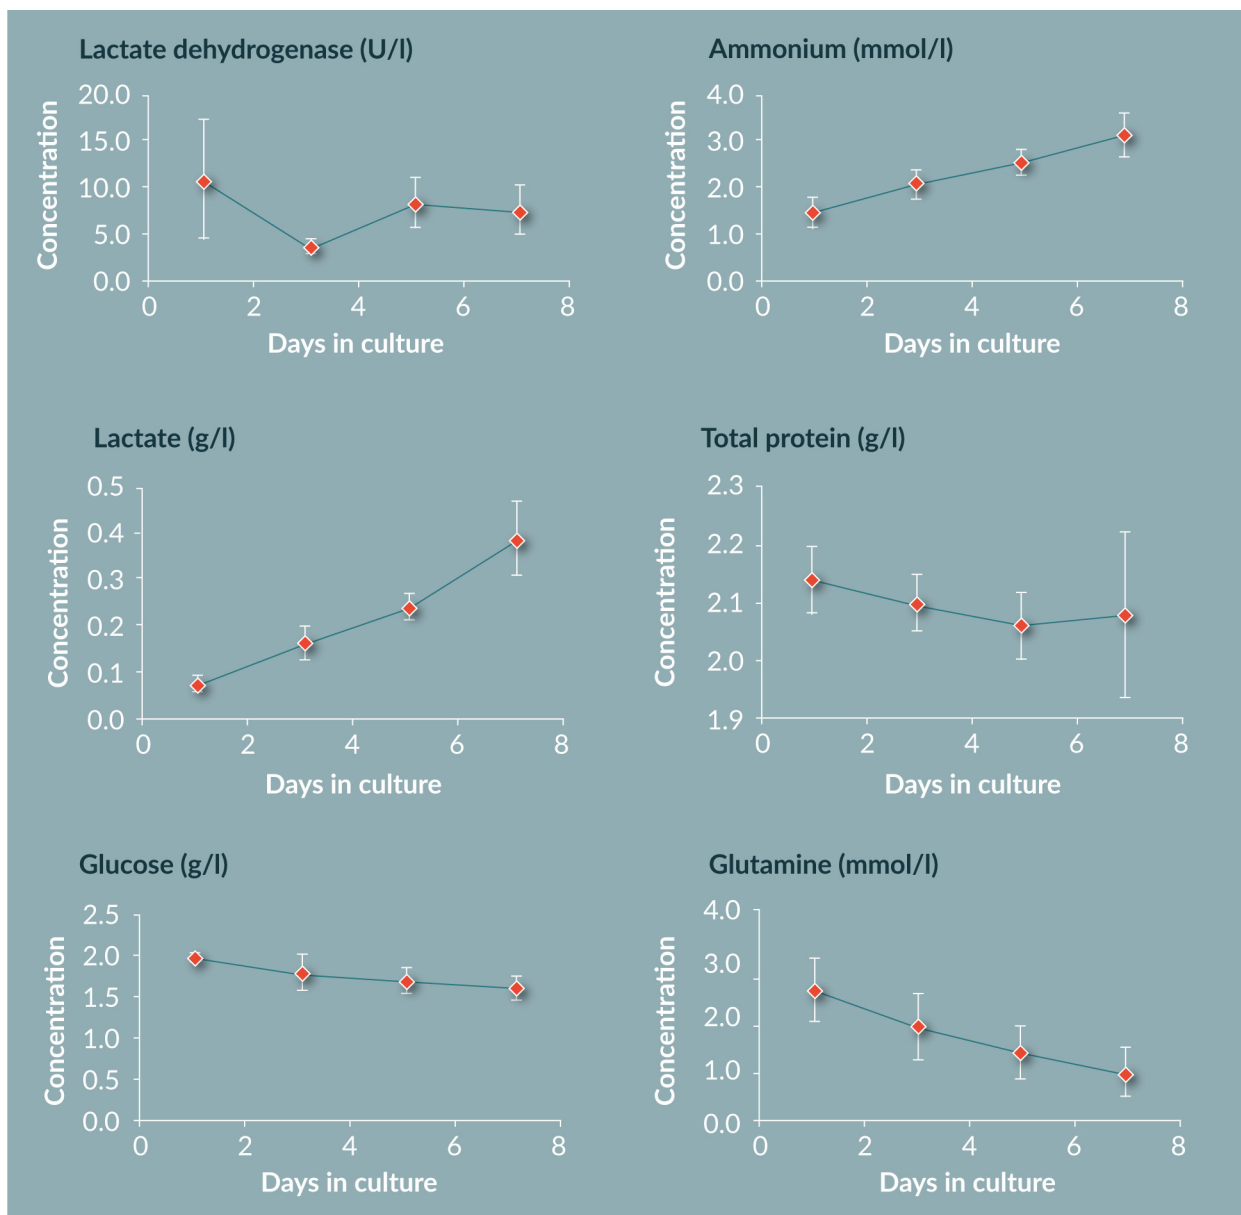 Lactate dehydrogenase (U/l)
Concentration
20.0
15.0
10.0
5.0
0.0
0 2 4 6 8
Days in culture
Ammonium (mmol/l)
Concentration
4.0
3.0
2.0
1.0
0.0
0 2 4 6 8
Days in culture
Lactate (g/l)
Concentration
0.5
0.4
0.3
0.2
0.1
0.0
0 2 4 6 8
Days in culture
Total protein (g/l)
Concentration
2.3
2.2
2.1
2.0
1.9
0 2 4 6 8
Days in culture
Glucose (g/l)
Concentration
2.5
2.0
1.5
1.0
0.5
0.0
0 2 4 6 8
Days in culture
Glutamine (mmol/l)
Concentration
4.0
3.0
2.0
1.0
0.0
0 2 4 6 8
Days in culture